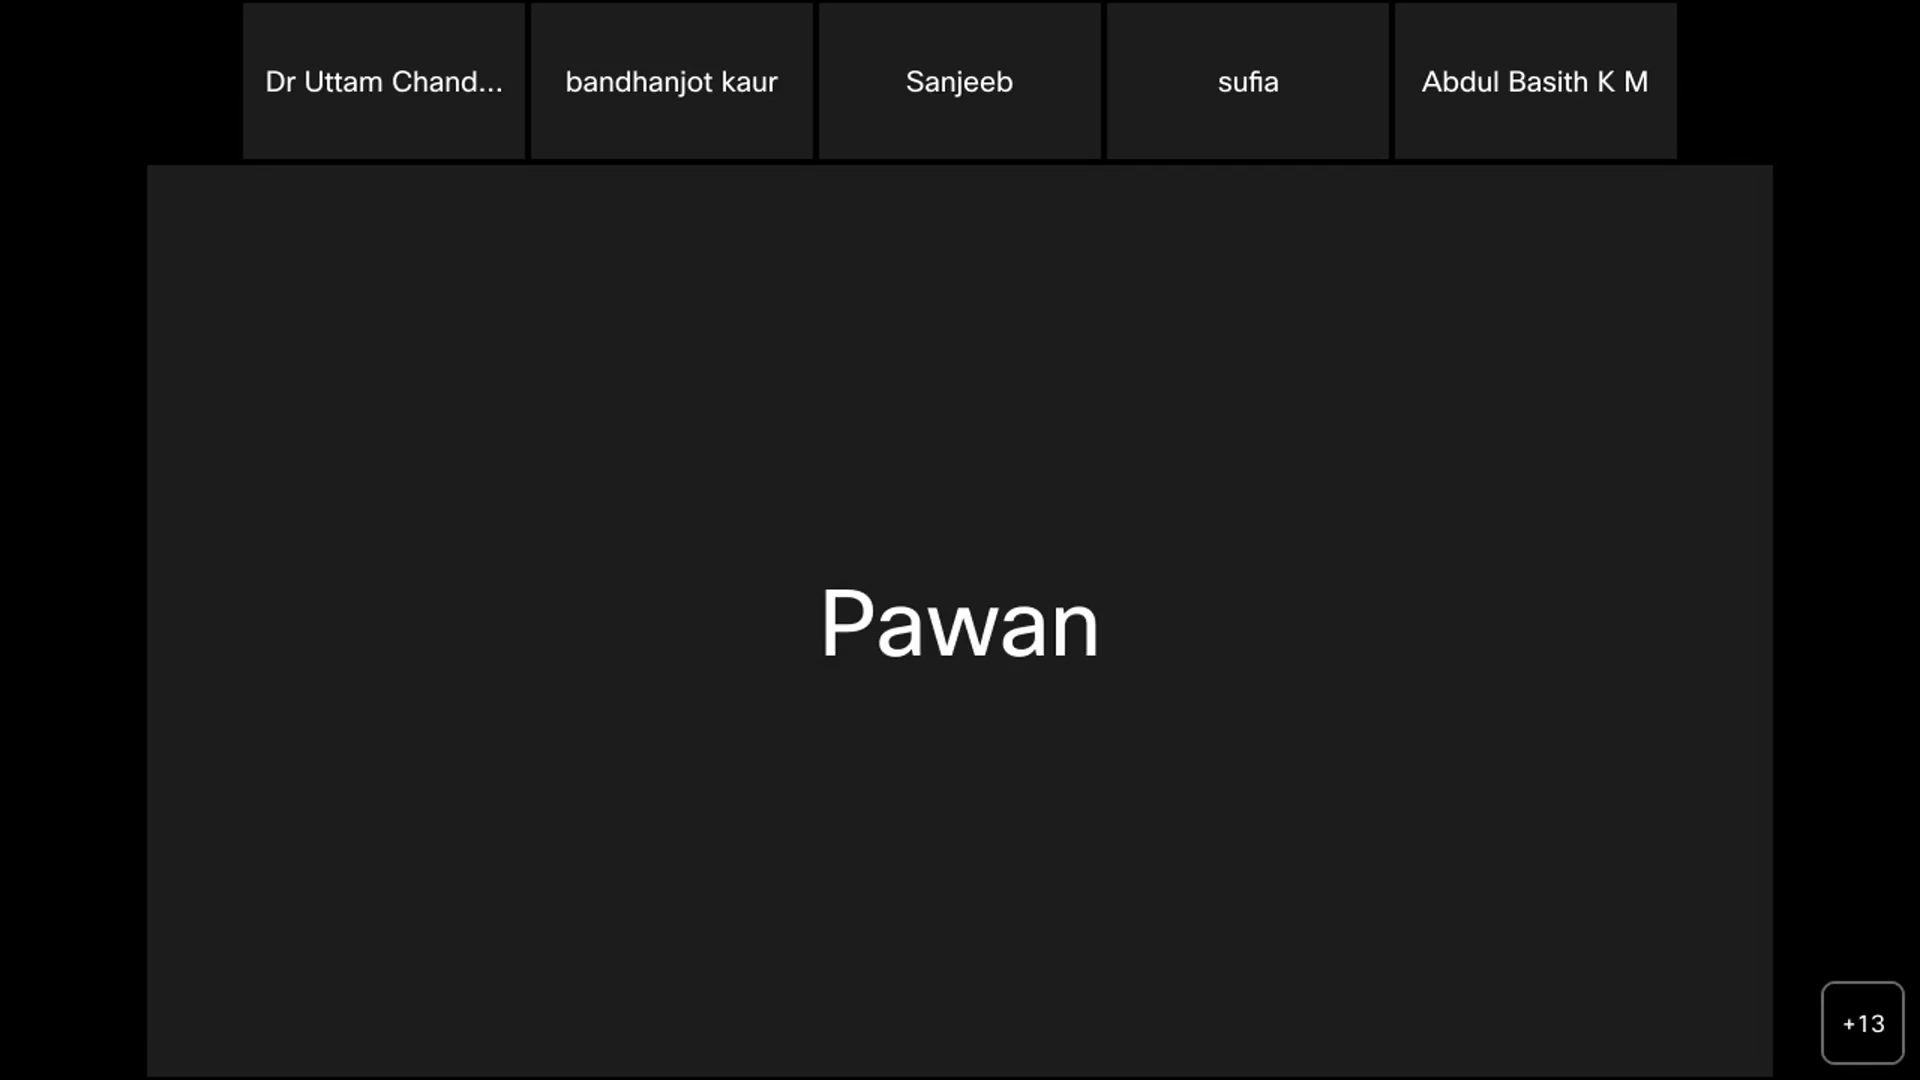 Dr Uttam Chand...
bandhanjot kaur
Sanjeeb
sufia
Abdul Basith K M
Pawan
+13